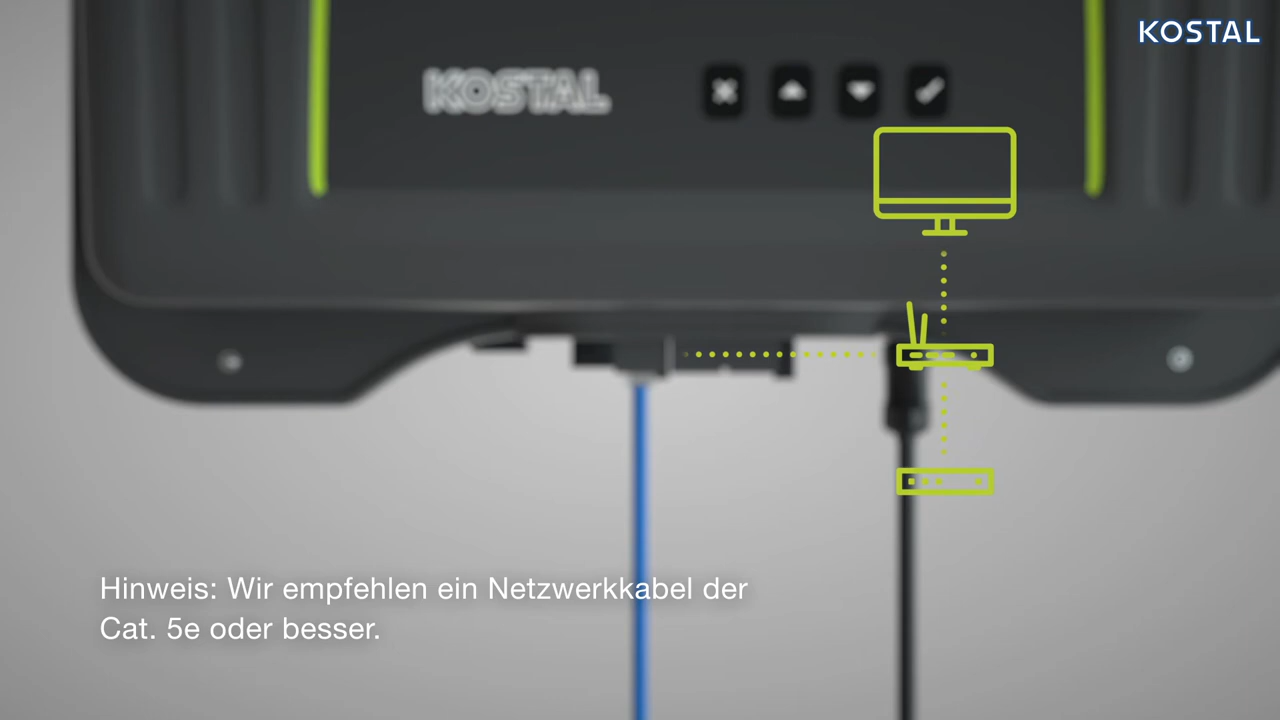 KOSTAL
KOSTAL
Hinweis: Wir empfehlen ein Netzwerkkabel der
Cat. 5e oder besser.